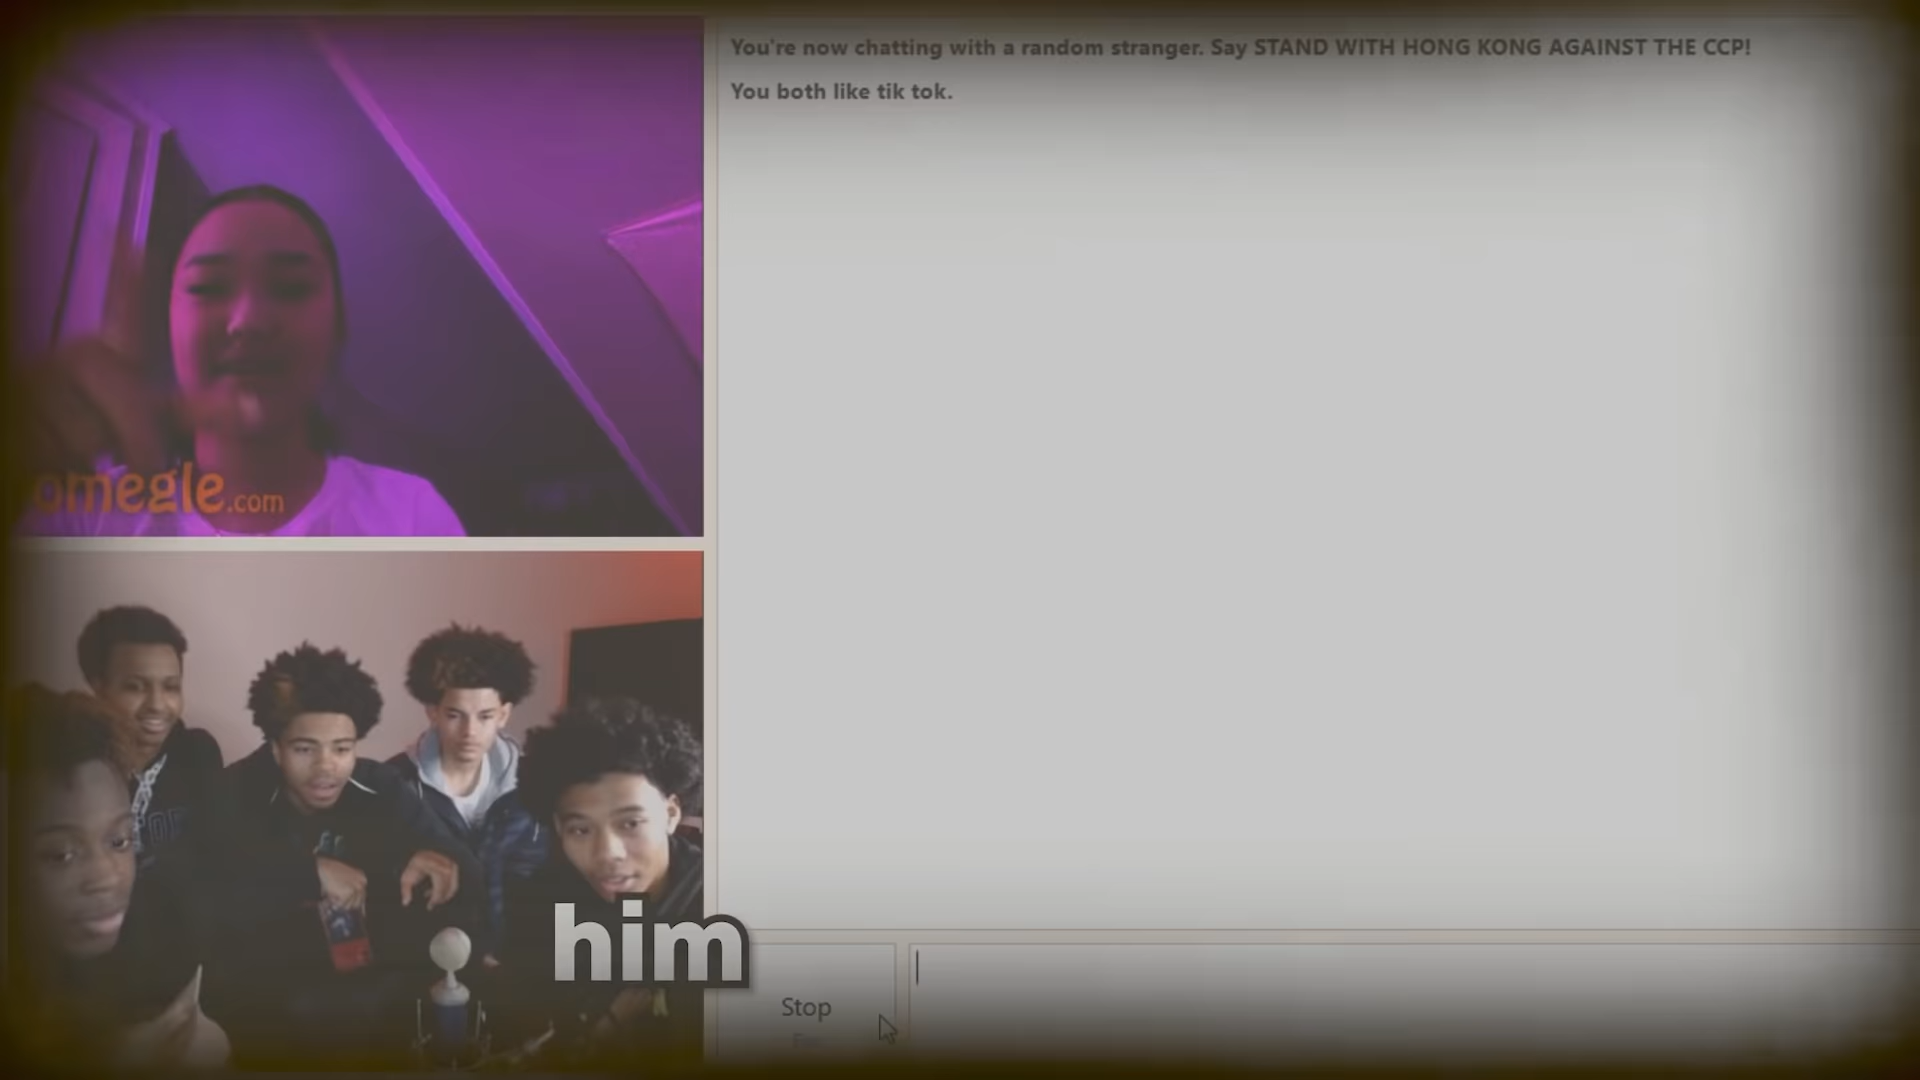 You're now chatting with a random stranger. Say STAND WITH HONG KONG AGAINST THE CCP!
You both like tik tok.
omegle.com
him
Stop